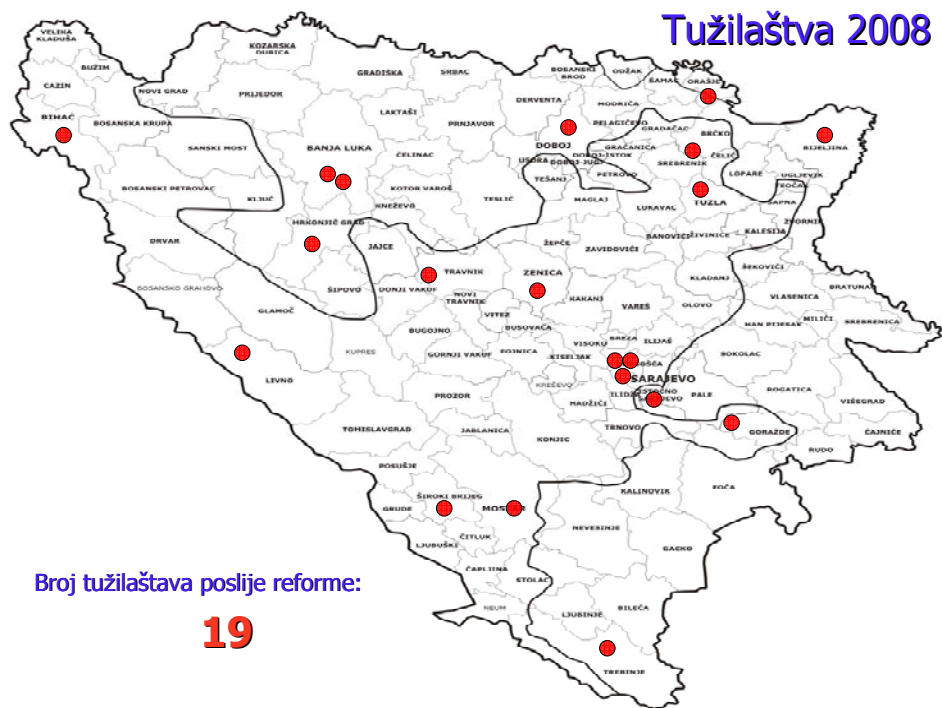 Tužilaštva 2008
VELIKA
KLADUŠA
BUZIM
CAZIN
BIHAĆ
BOSANSKA KRUPA
NOVI GRAD
KOZARSKA
DUBICA
PRIJEDOR
GRADIŠKA
SRBAC
LAKTAŠI
PRNJAVOR
DERVENTA
BOSANSKI
BROD
ODŽAK
ŠAMAC
ORAŠJE
MODRIČA
PELAGIĆEVO
GRADAČAC
BRČKO
BIJELJINA
SANSKI MOST
BANJA LUKA
ČELINAC
DOBOJ
GRAČANICA
DOBOJ-ISTOK
DOBOJ-JUG
USORA
SREBRENIK
ČELIĆ
LOPARE
UGLJEVIK
TEOČAK
PETROVO
TEŠANJ
BOSANSKI PETROVAC
KLJUČ
KOTOR VAROŠ
TESLIĆ
MAGLAJ
LUKAVAC
TUZLA
SAPNA
ZVORNIK
KNEŽEVO
MRKONJIĆ GRAD
BANOVIĆI
ŽIVINICE
KALESIJA
DRVAR
JAJCE
ŽEPČE
ZAVIDOVIĆI
KLADANJ
ŠEKOVIĆI
TRAVNIK
ZENICA
BOSANSKO GRAHOVO
ŠIPOVO
DONJI VAKUF
NOVI
TRAVNIK
KAKANJ
VAREŠ
OLOVO
VLASENICA
BRATUNAC
MILIĆI
SREBRENICA
HAN PIJESAK
GLAMOČ
VITEZ
BUSOVAČA
BUGOJNO
KUPRES
GORNJI VAKUF
FOJNICA
KISELJAK
VISOKO
BREZA
ILIJAŠ
SOKOLAC
LIVNO
KREŠEVO
SARAJEVO
ILIDŽA
PALE
ROGATICA
VIŠEGRAD
PROZOR
HADŽIĆI
TRNOVO
GORAŽDE
ČAJNIČE
RUDO
TOMISLAVGRAD
JABLANICA
KONJIC
POSUŠJE
KALINOVIK
FOČA
ŠIROKI BRIJEG
GRUDE
NEVESINJE
GACKO
LJUBUŠKI
ČITLUK
ČAPLJINA
STOLAC
NEUM
LJUBINJE
BILEĆA
TREBINJE
Broj tužilaštava poslije reforme:
19